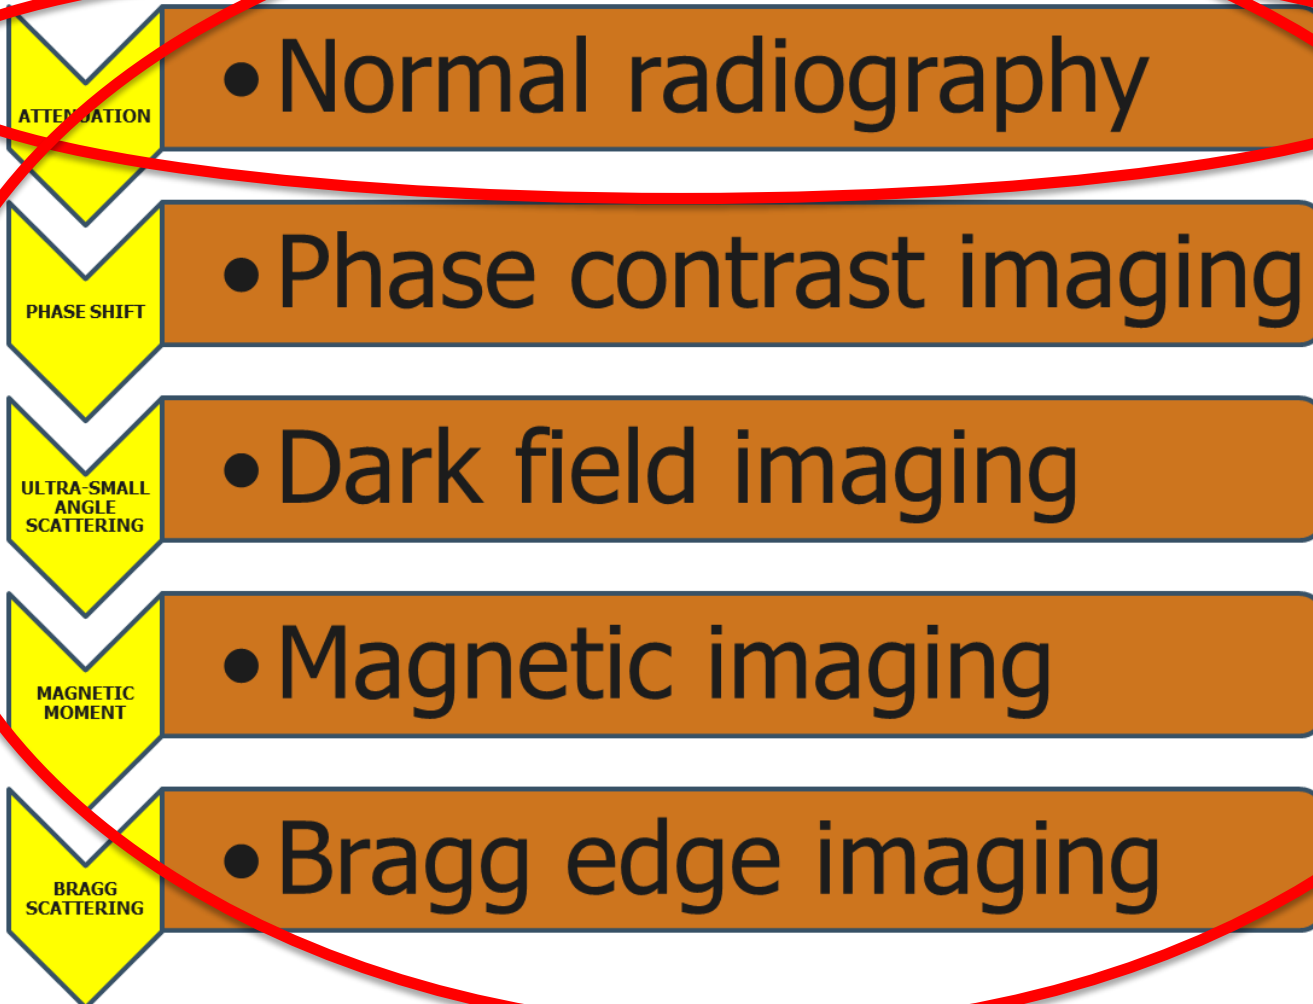 ATTENUATION
• Normal radiography
PHASE SHIFT
• Phase contrast imaging
ULTRA-SMALL
ANGLE
SCATTERING
• Dark field imaging
MAGNETIC
MOMENT
• Magnetic imaging
BRAGG
SCATTERING
• Bragg edge imaging